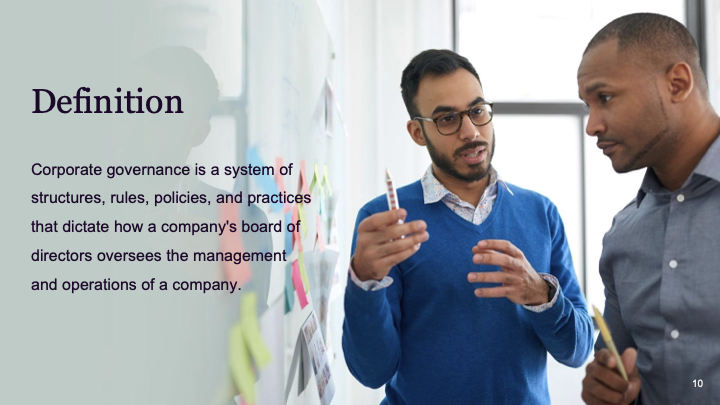 Definition
Corporate governance is a system of
structures, rules, policies, and practices
that dictate how a company's board of
directors oversees the management
and operations of a company.
10